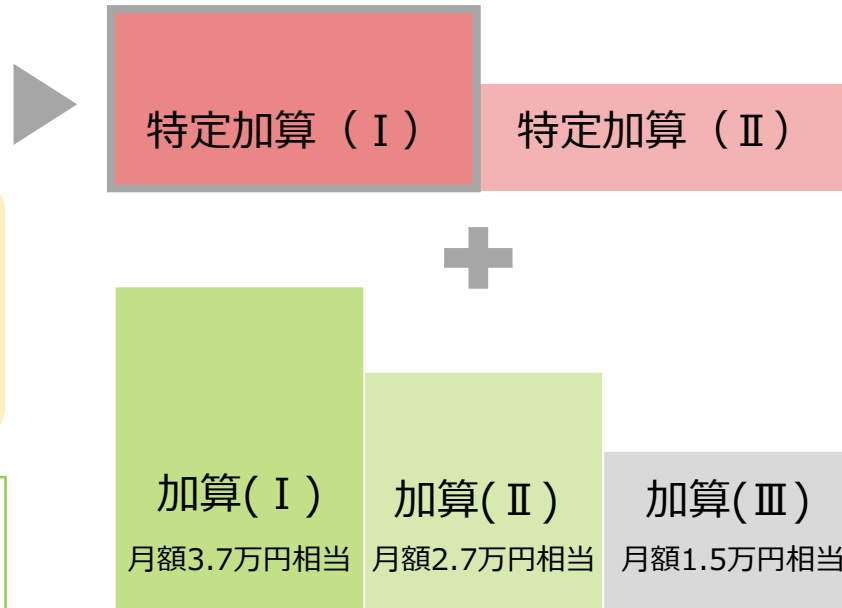 特定加算（Ⅰ）
特定加算（Ⅱ）
加算(Ⅰ)
加算(Ⅱ)
加算(Ⅲ)
月額3.7万円相当
月額2.7万円相当
月額1.5万円相当